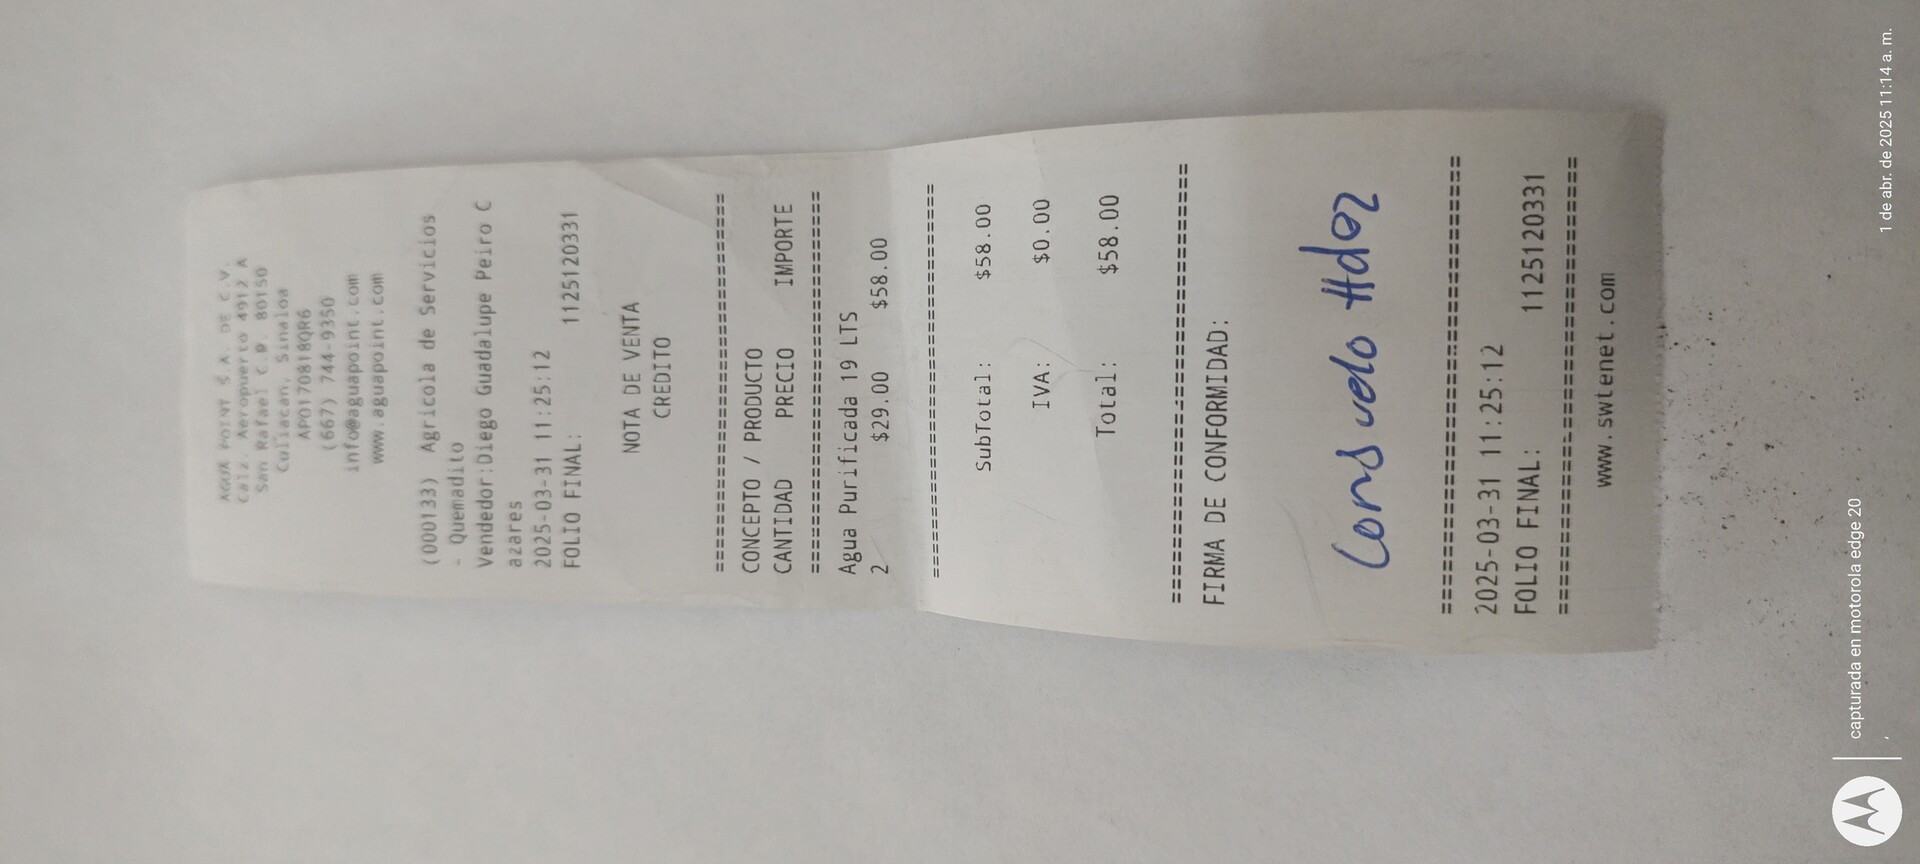 AGUA POINT S.A. DE C.V.
Calz. Aeropuerto 4912 A
San Rafael C.P. 80150
Culiacan, Sinaloa
APO170818QR6
(667) 744-9350
info@aguapoint.com
www.aguapoint.com
(000133) Agricola de Servicios
- Quemadito
Vendedor:Diego Guadalupe Peiro C
azares
2025-03-31 11:25:12
FOLIO FINAL: 1125120331
NOTA DE VENTA
CREDITO
================================
CONCEPTO / PRODUCTO
CANTIDAD PRECIO IMPORTE
================================
Agua Purificada 19 LTS
2 $29.00 $58.00
================================
SubTotal: $58.00
IVA: $0.00
Total: $58.00
================================
FIRMA DE CONFORMIDAD:
Consuelo Hdez
================================
2025-03-31 11:25:12
FOLIO FINAL: 1125120331
================================
www.swtenet.com
capturada en motorola edge 20
,
1 de abr. de 2025 11:14 a. m.